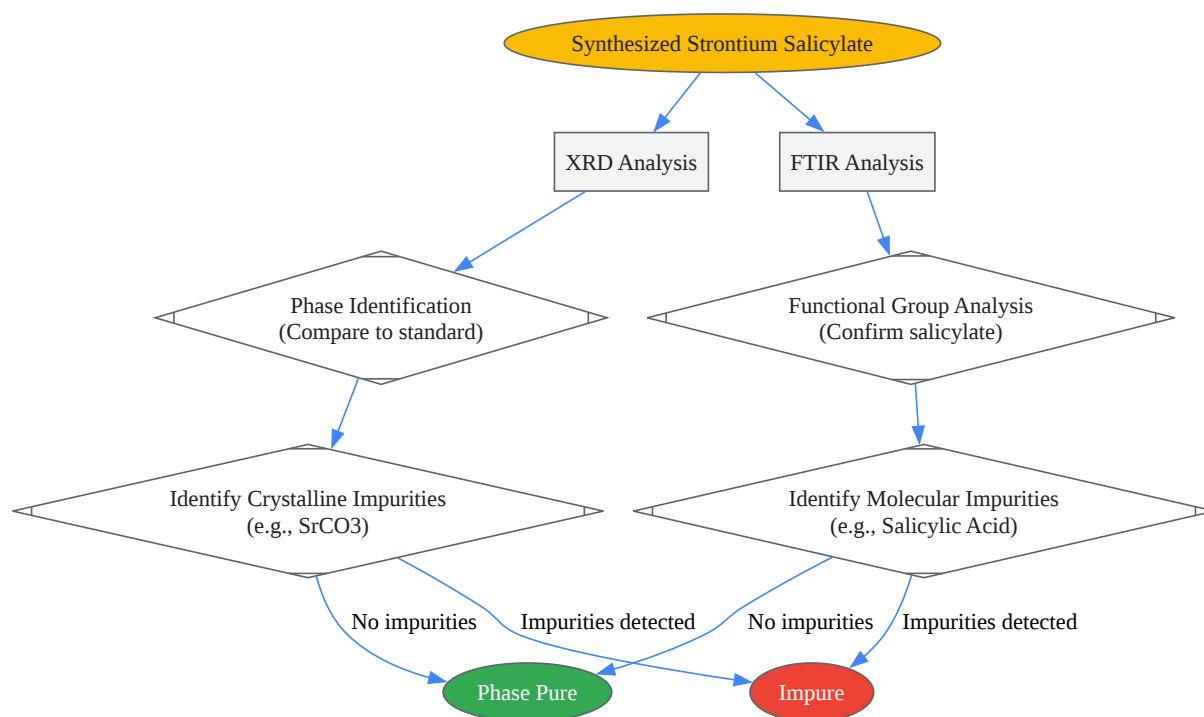 Synthesized Strontium Salicylate
XRD Analysis
FTIR Analysis
Phase Identification
(Compare to standard)
Functional Group Analysis
(Confirm salicylate)
Identify Crystalline Impurities
(e.g., SrCO3)
Identify Molecular Impurities
(e.g., Salicylic Acid)
No impurities
Impurities detected
No impurities
Impurities detected
Phase Pure
Impure